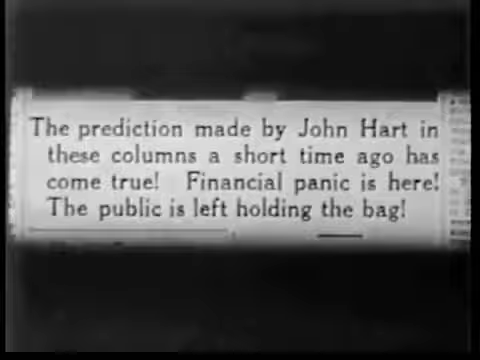 The prediction made by John Hart in
these columns a short time ago has
come true! Financial panic is here!
The public is left holding the bag!